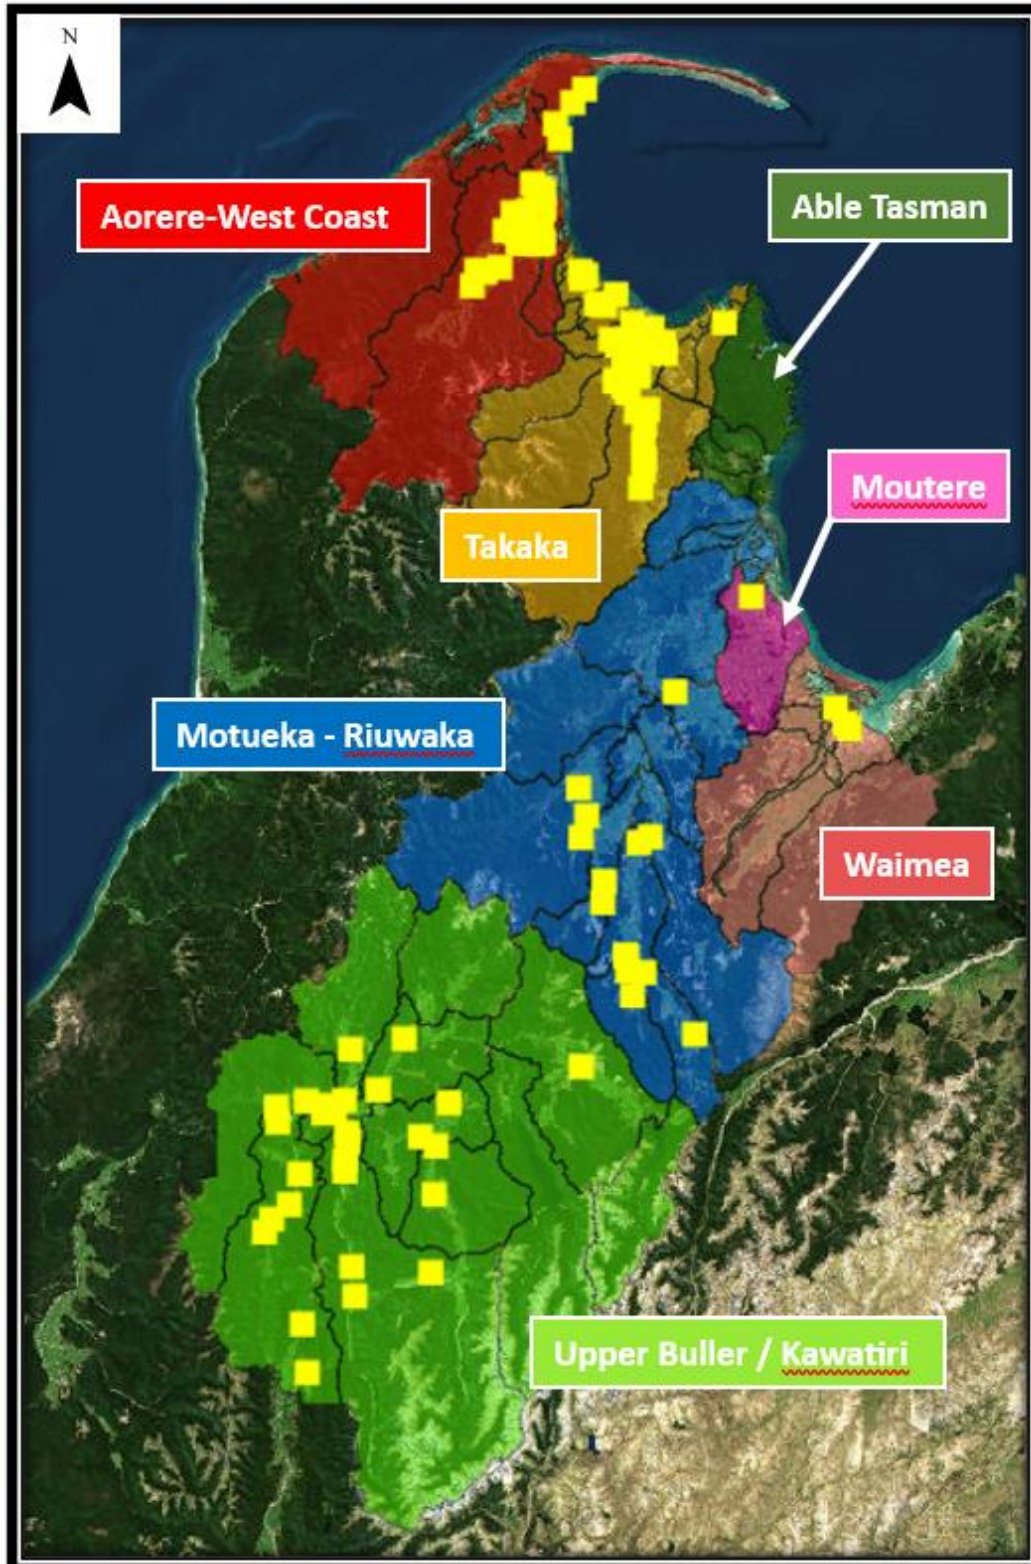 N
Aorere-West Coast
Able Tasman
Moutere
Takaka
Motueka - Riuwaka
Waimea
Upper Buller / Kawatiri